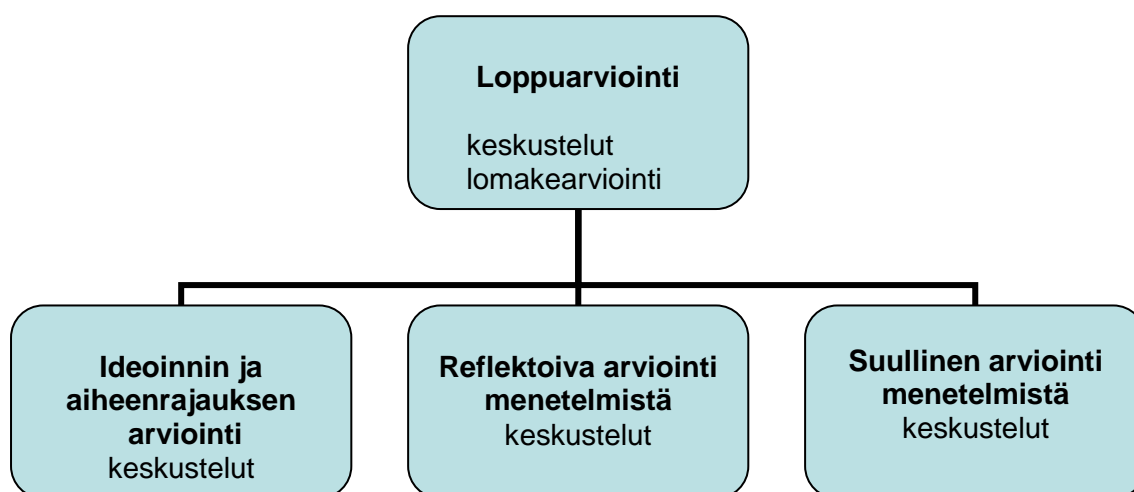 Loppuarviointi
keskustelut
lomakearviointi
Ideoinnin ja
aiheenrajauksen
arviointi
keskustelut
Reflektoiva arviointi
menetelmistä
keskustelut
Suullinen arviointi
menetelmistä
keskustelut